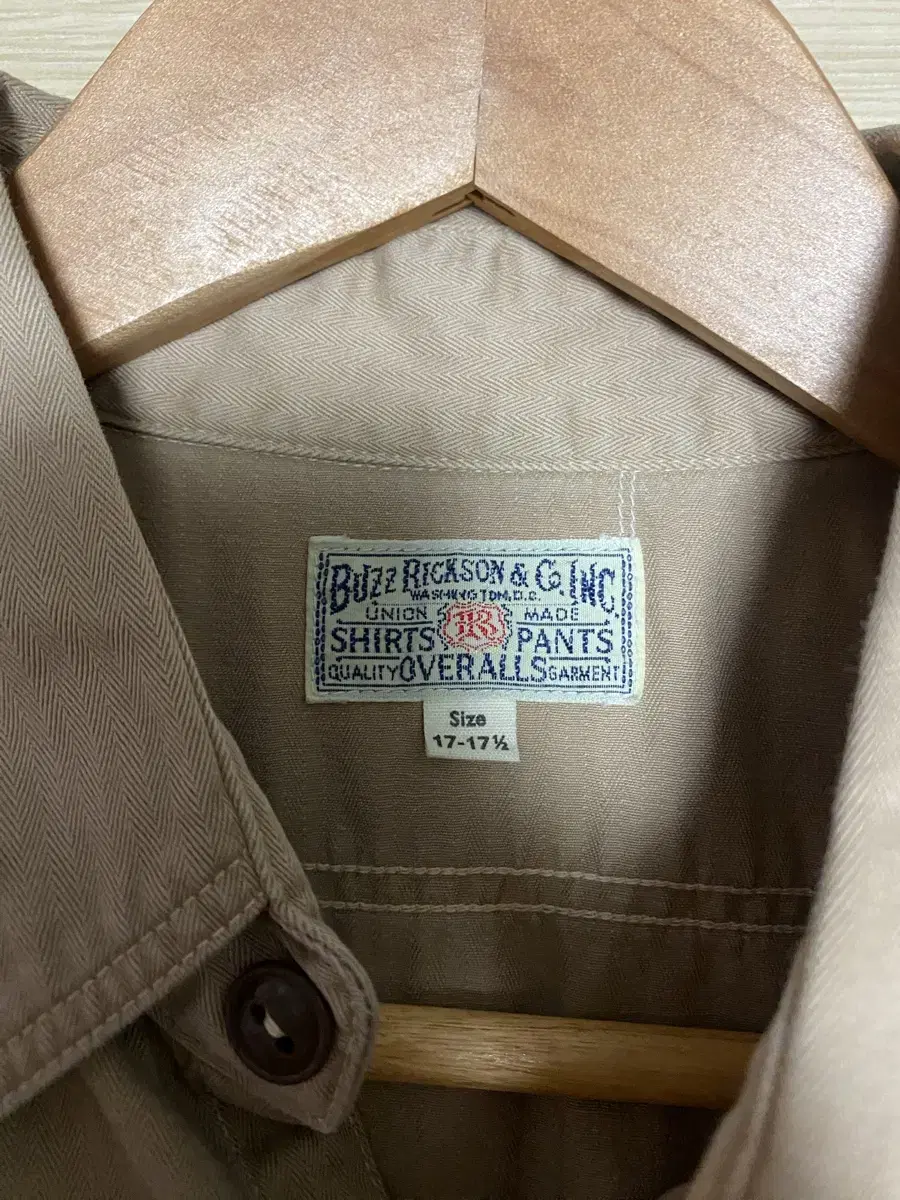 BUZZ RICKSON & CO. INC.
WASHINGTON, D.C.
UNION MADE
SHIRTS BR PANTS
QUALITY OVERALLS GARMENT
Size
17-17½